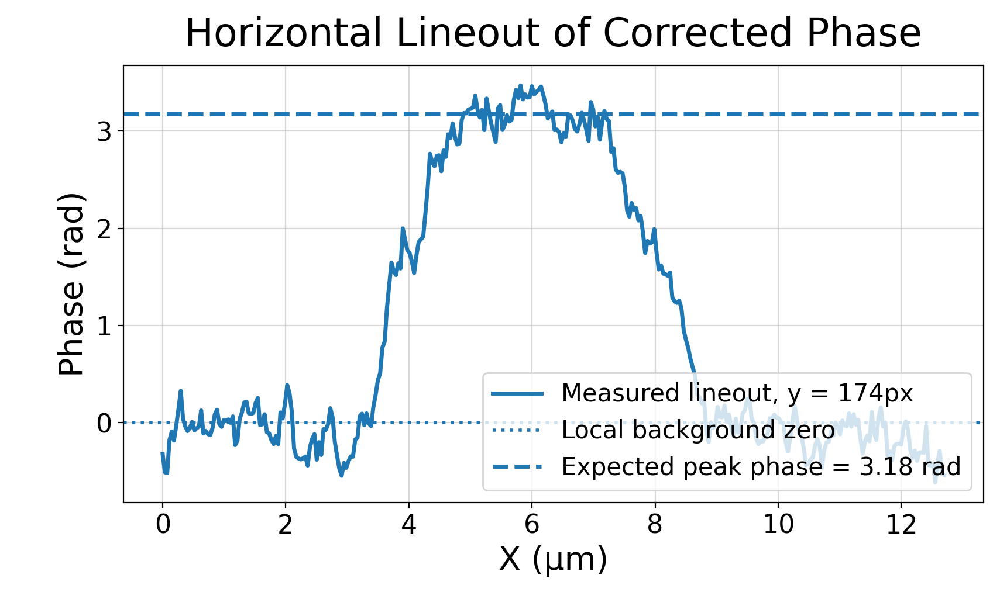 Horizontal Lineout of Corrected Phase
Phase (rad)
3
2
1
0
Measured lineout, y = 174px
Local background zero
Expected peak phase = 3.18 rad
0 2 4 6 8 10 12
X (µm)